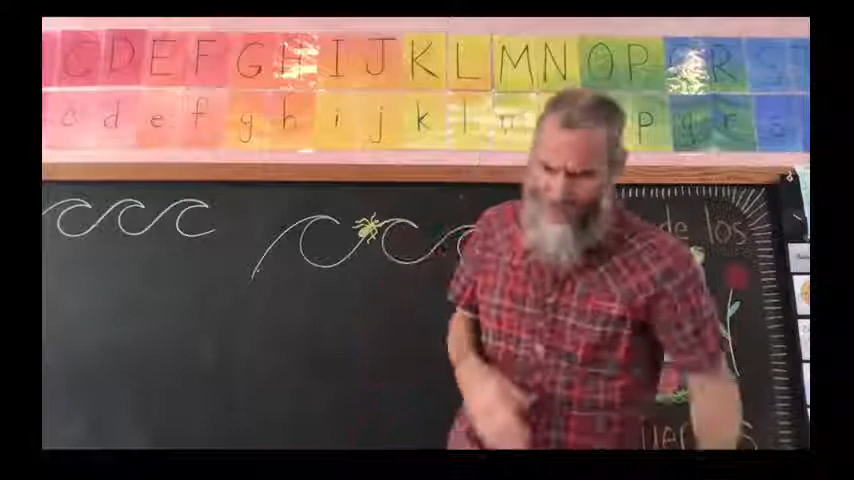 C D E F G H I J K L M N O P Q R S T
c d e f g h i j k l m p q r s
de los